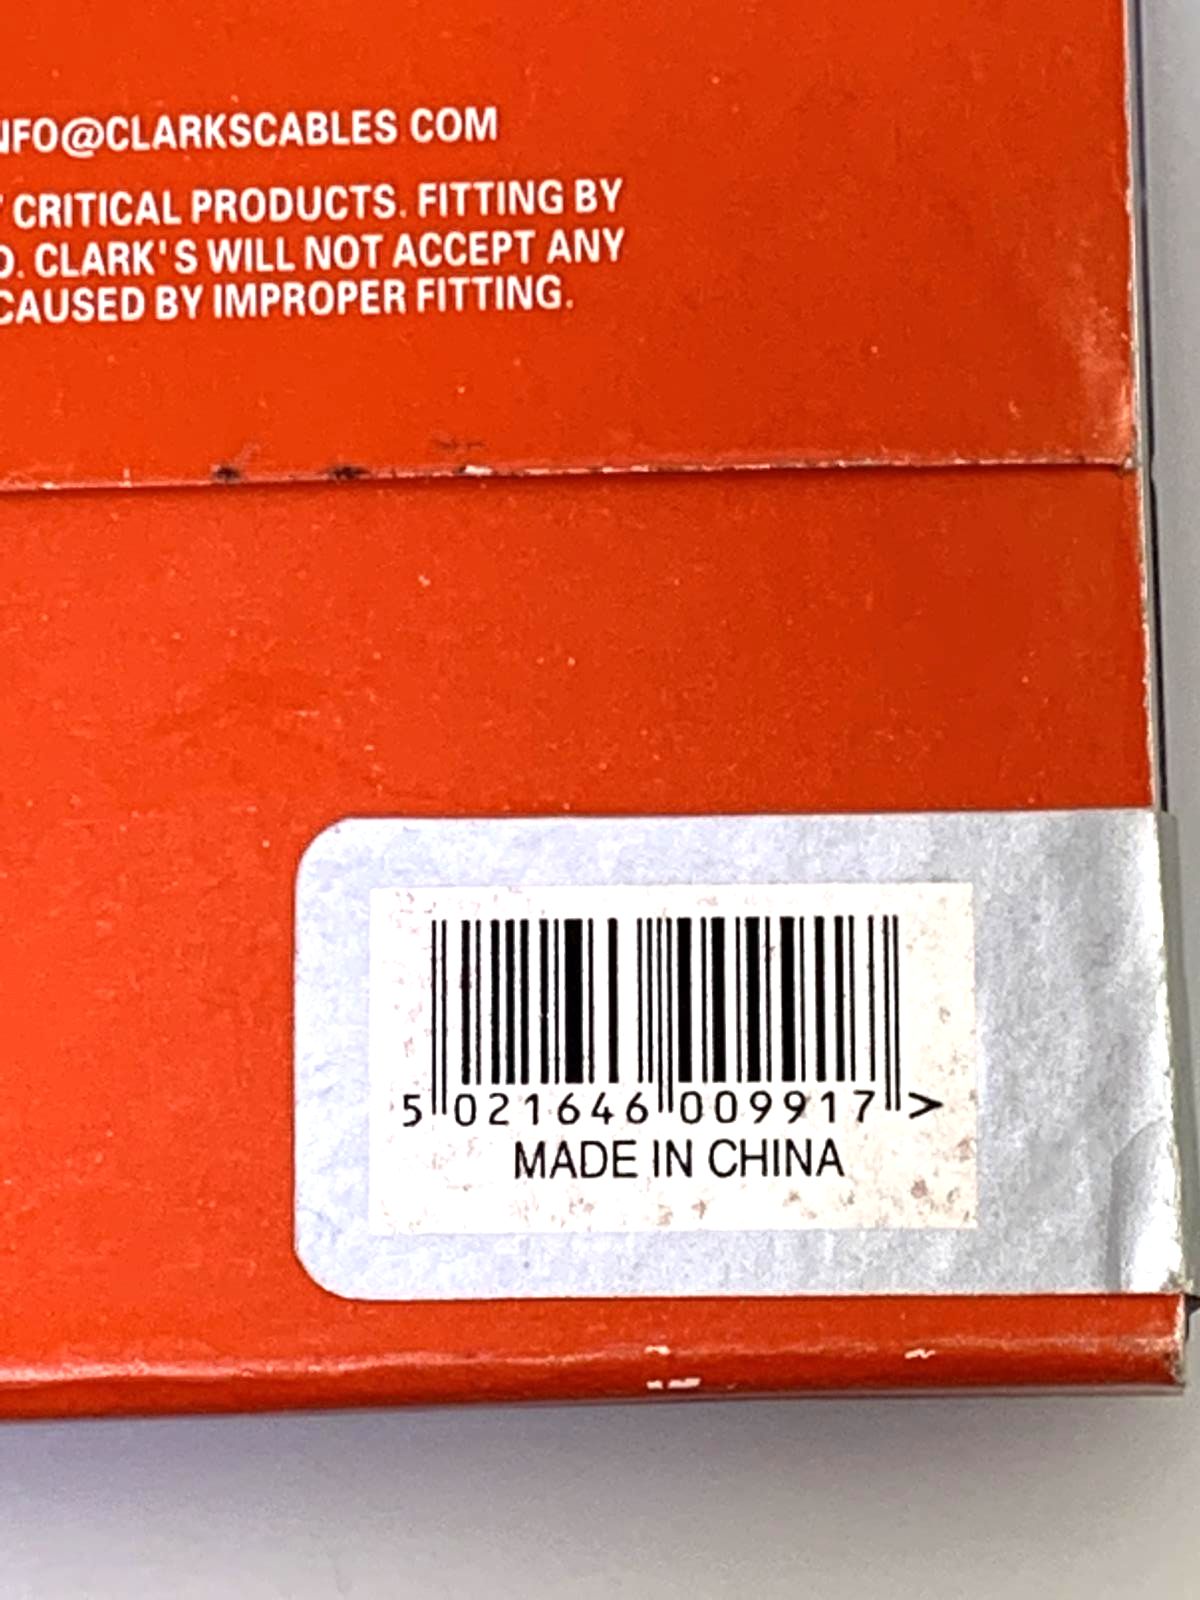 NFO@CLARKSCABLES COM
CRITICAL PRODUCTS. FITTING BY
D. CLARK'S WILL NOT ACCEPT ANY
CAUSED BY IMPROPER FITTING.
5 021646 009917 >
MADE IN CHINA